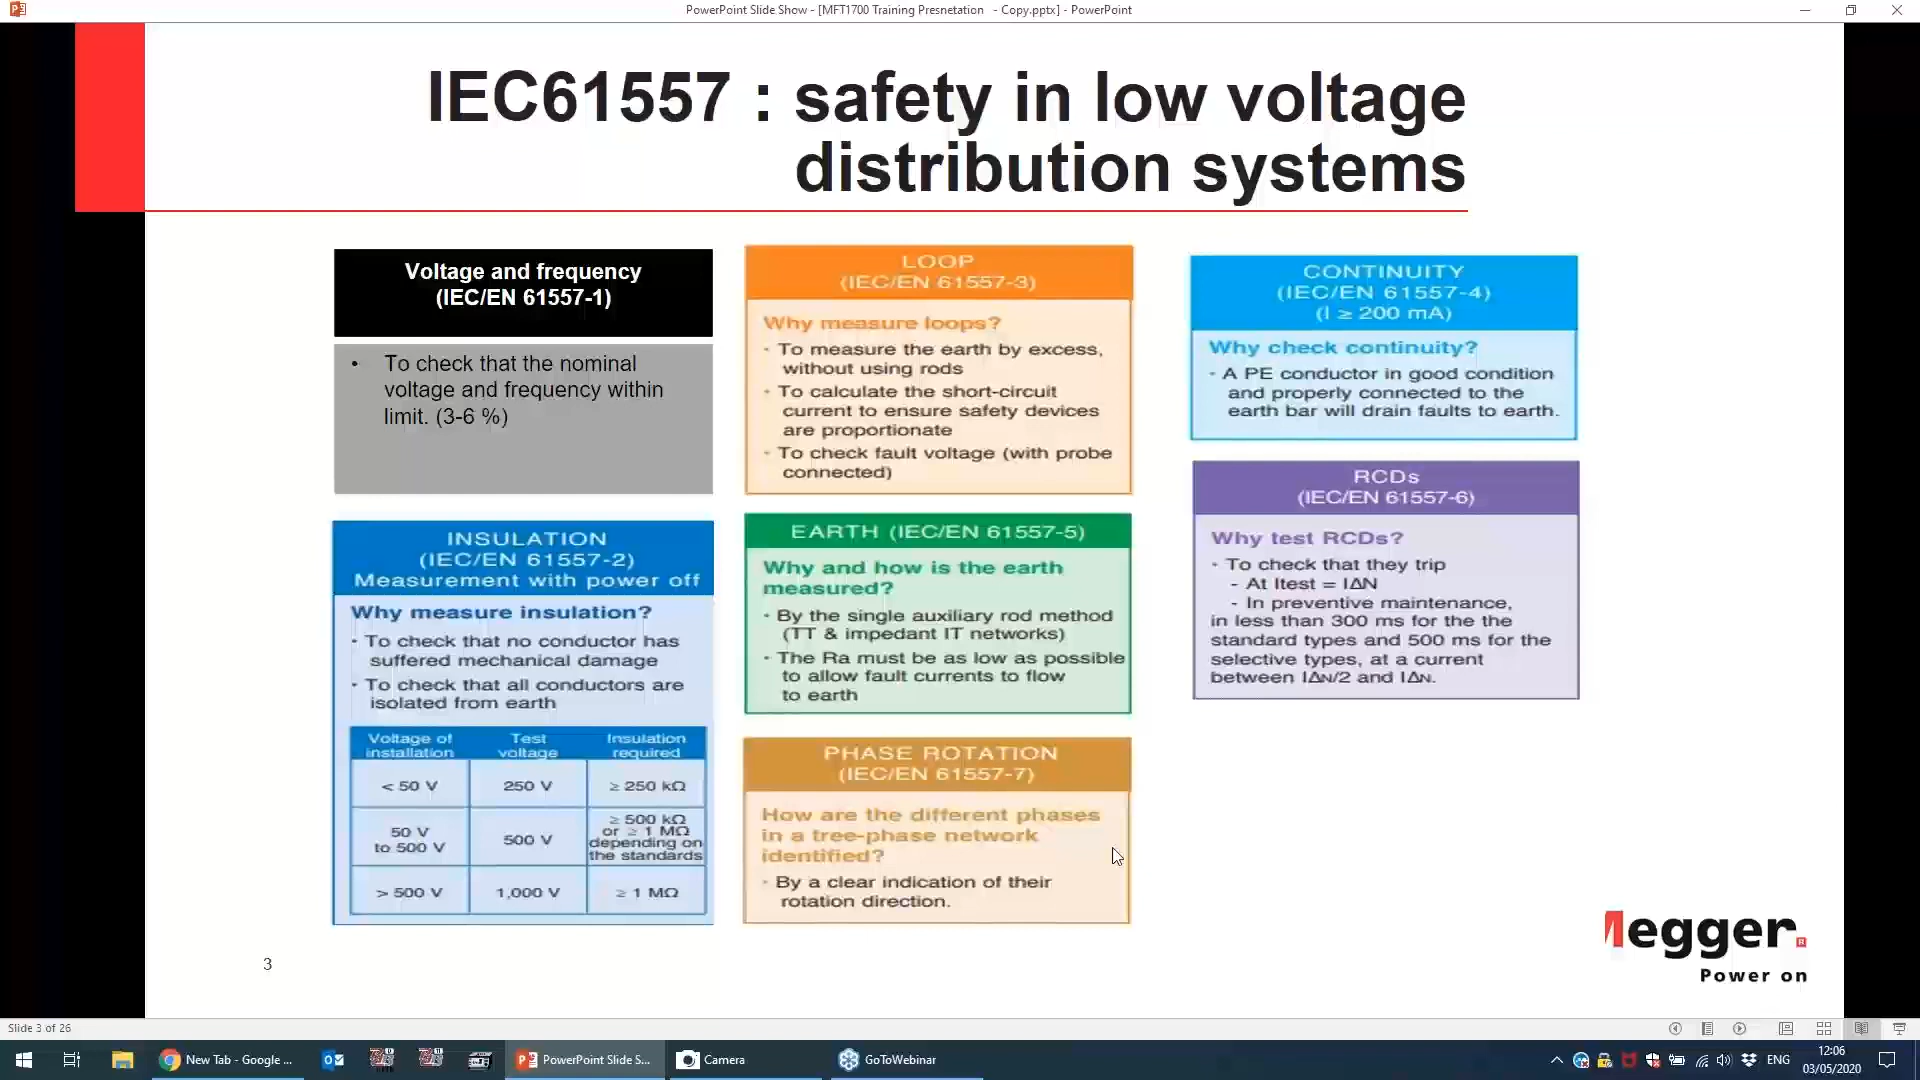 PowerPoint Slide Show - [MFT1700 Training Presnetation - Copy.pptx] - PowerPoint
IEC61557 : safety in low voltage
distribution systems
Voltage and frequency
(IEC/EN 61557-1)
• To check that the nominal
voltage and frequency within
limit. (3-6 %)
INSULATION
(IEC/EN 61557-2)
Measurement with power off
Why measure insulation?
· To check that no conductor has
suffered mechanical damage
· To check that all conductors are
isolated from earth
Voltage of installation Test voltage Insulation required
< 50 V 250 V ≥ 250 kΩ
50 V to 500 V 500 V ≥ 500 kΩ or ≥ 1 MΩ depending on the standards
> 500 V 1,000 V ≥ 1 MΩ
LOOP
(IEC/EN 61557-3)
Why measure loops?
· To measure the earth by excess,
without using rods
· To calculate the short-circuit
current to ensure safety devices
are proportionate
· To check fault voltage (with probe
connected)
EARTH (IEC/EN 61557-5)
Why and how is the earth
measured?
· By the single auxiliary rod method
(TT & impedant IT networks)
· The Ra must be as low as possible
to allow fault currents to flow
to earth
PHASE ROTATION
(IEC/EN 61557-7)
How are the different phases
in a tree-phase network
identified?
· By a clear indication of their
rotation direction.
CONTINUITY
(IEC/EN 61557-4)
(I ≥ 200 mA)
Why check continuity?
· A PE conductor in good condition
and properly connected to the
earth bar will drain faults to earth.
RCDs
(IEC/EN 61557-6)
Why test RCDs?
· To check that they trip
- At Itest = I∆N
- In preventive maintenance,
in less than 300 ms for the the
standard types and 500 ms for the
selective types, at a current
between I∆N/2 and I∆N.
Megger.
Power on
3
Slide 3 of 26
New Tab - Google ...
PowerPoint Slide S...
Camera
GoToWebinar
ENG
12:06
03/05/2020